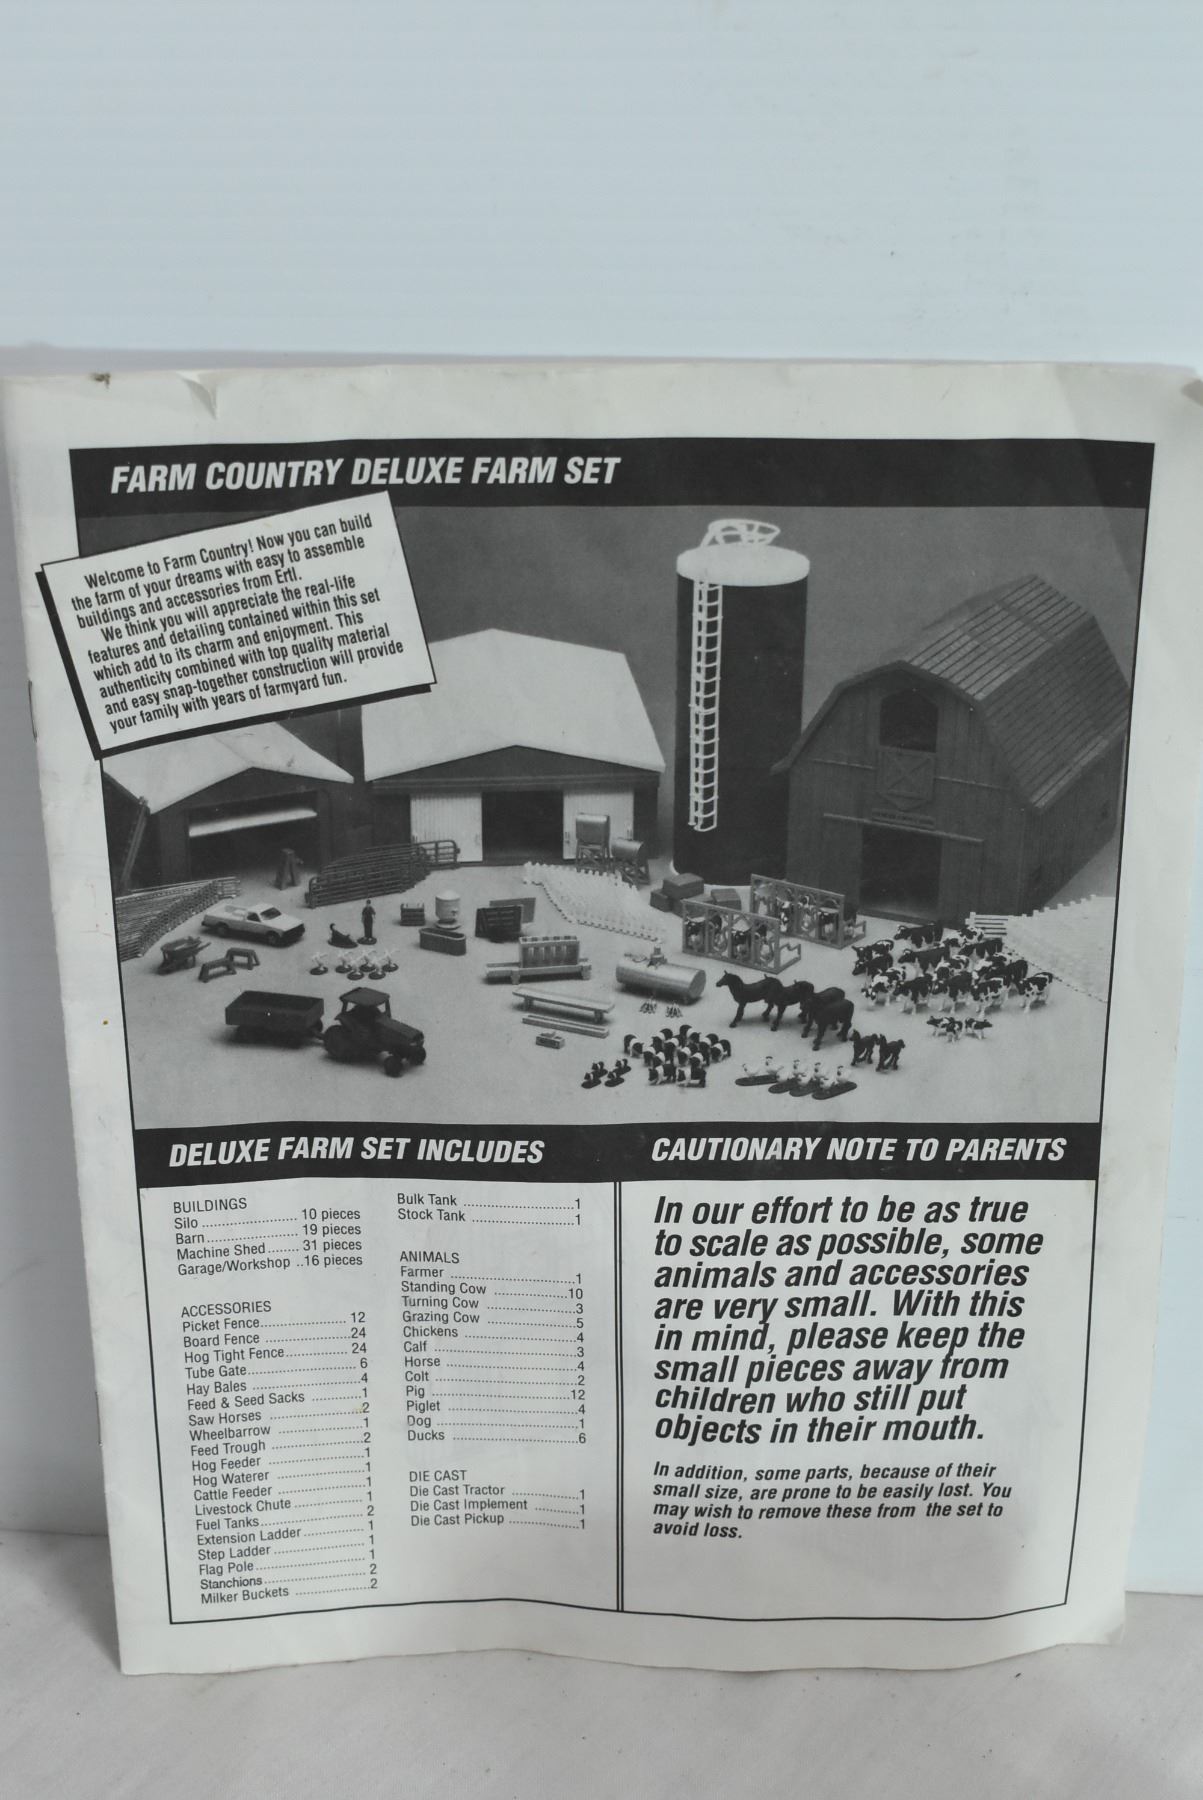 FARM COUNTRY DELUXE FARM SET
Welcome to Farm Country! Now you can build
the farm of your dreams with easy to assemble
buildings and accessories from Ertl.
We think you will appreciate the real-life
features and detailing contained within this set
which add to its charm and enjoyment. This
authenticity combined with top quality material
and easy snap-together construction will provide
your family with years of farmyard fun.
DELUXE FARM SET INCLUDES
BUILDINGS
Silo ........................ 10 pieces
Barn........................ 19 pieces
Machine Shed........ 31 pieces
Garage/Workshop ..16 pieces
ACCESSORIES
Picket Fence...................... 12
Board Fence ......................24
Hog Tight Fence................ 24
Tube Gate............................6
Hay Bales ...........................4
Feed & Seed Sacks ............1
Saw Horses ........................2
Wheelbarrow .......................1
Feed Trough .......................2
Hog Feeder .........................1
Hog Waterer .......................1
Cattle Feeder ......................1
Livestock Chute................... 1
Fuel Tanks........................... 2
Extension Ladder................ 1
Step Ladder ........................ 1
Flag Pole............................. 1
Stanchions........................... 2
Milker Buckets .....................2
Bulk Tank ............................1
Stock Tank ..........................1
ANIMALS
Farmer ................................1
Standing Cow ...................10
Turning Cow .......................3
Grazing Cow .......................5
Chickens .............................4
Calf .....................................3
Horse ..................................4
Colt .....................................2
Pig .....................................12
Piglet ..................................4
Dog .....................................1
Ducks .................................6
DIE CAST
Die Cast Tractor .................1
Die Cast Implement ............1
Die Cast Pickup ..................1
CAUTIONARY NOTE TO PARENTS
In our effort to be as true
to scale as possible, some
animals and accessories
are very small. With this
in mind, please keep the
small pieces away from
children who still put
objects in their mouth.
In addition, some parts, because of their
small size, are prone to be easily lost. You
may wish to remove these from the set to
avoid loss.